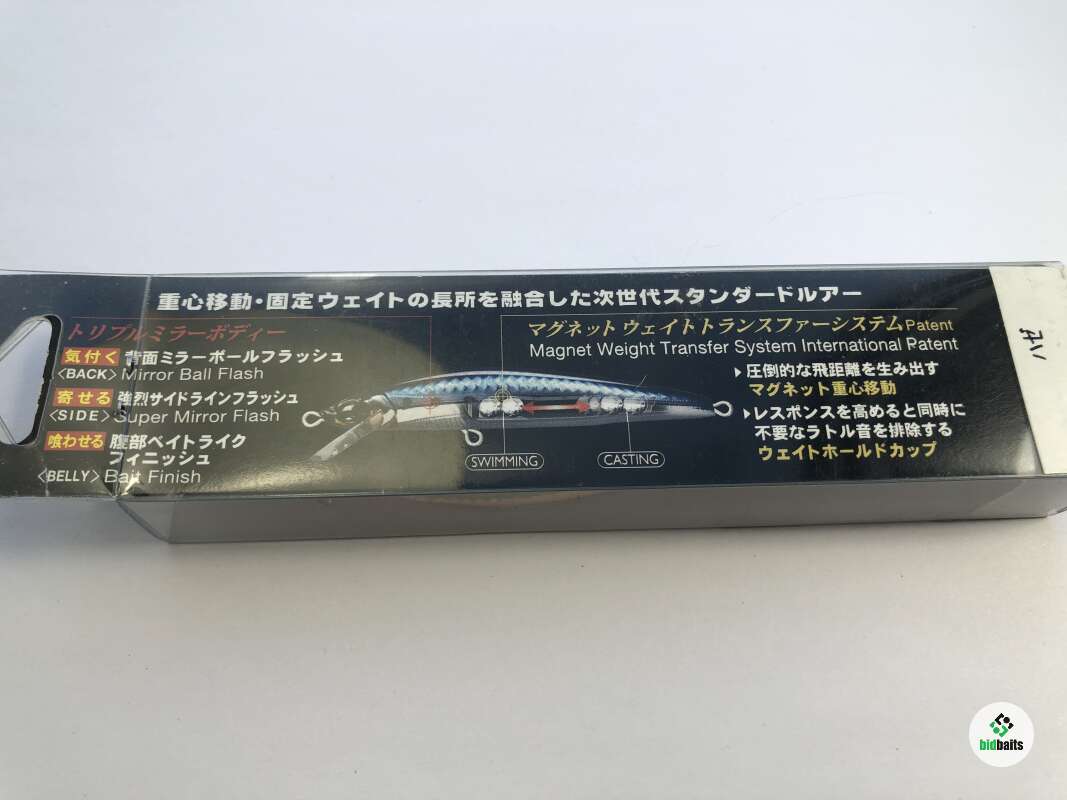 重心移動・固定ウェイトの長所を融合した次世代スタンダードルアー
トリプルミラーボディー
気付く 背面ミラーボールフラッシュ
〈BACK〉 Mirror Ball Flash
寄せる 強烈サイドラインフラッシュ
〈SIDE〉 Super Mirror Flash
喰わせる 腹部ベイトライク
フィニッシュ
〈BELLY〉 Bait Finish
マグネット ウェイトトランスファーシステム Patent
Magnet Weight Transfer System International Patent
▶圧倒的な飛距離を生み出す
マグネット重心移動
▶レスポンスを高めると同時に
不要なラトル音を排除する
ウェイトホールドカップ
SWIMMING
CASTING
bidbaits